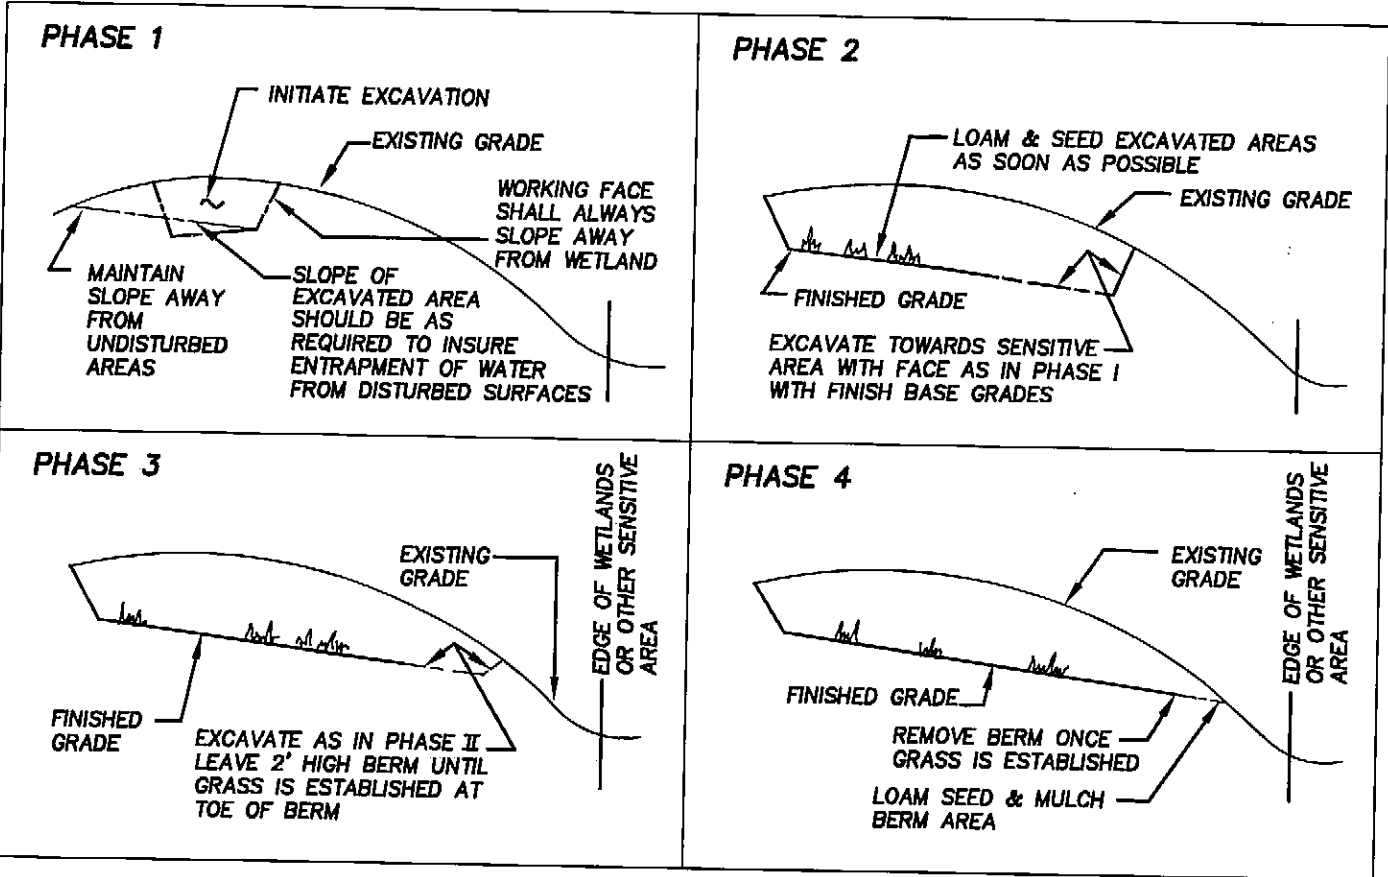 PHASE 1
INITIATE EXCAVATION
EXISTING GRADE
WORKING FACE
SHALL ALWAYS
SLOPE AWAY
FROM WETLAND
MAINTAIN
SLOPE AWAY
FROM
UNDISTURBED
AREAS
SLOPE OF
EXCAVATED AREA
SHOULD BE AS
REQUIRED TO INSURE
ENTRAPMENT OF WATER
FROM DISTURBED SURFACES
PHASE 2
LOAM & SEED EXCAVATED AREAS
AS SOON AS POSSIBLE
EXISTING GRADE
FINISHED GRADE
EXCAVATE TOWARDS SENSITIVE
AREA WITH FACE AS IN PHASE I
WITH FINISH BASE GRADES
PHASE 3
EXISTING
GRADE
EDGE OF WETLANDS
OR OTHER SENSITIVE
AREA
FINISHED
GRADE
EXCAVATE AS IN PHASE II
LEAVE 2' HIGH BERM UNTIL
GRASS IS ESTABLISHED AT
TOE OF BERM
PHASE 4
EXISTING
GRADE
EDGE OF WETLANDS
OR OTHER SENSITIVE
AREA
FINISHED GRADE
REMOVE BERM ONCE
GRASS IS ESTABLISHED
LOAM SEED & MULCH
BERM AREA